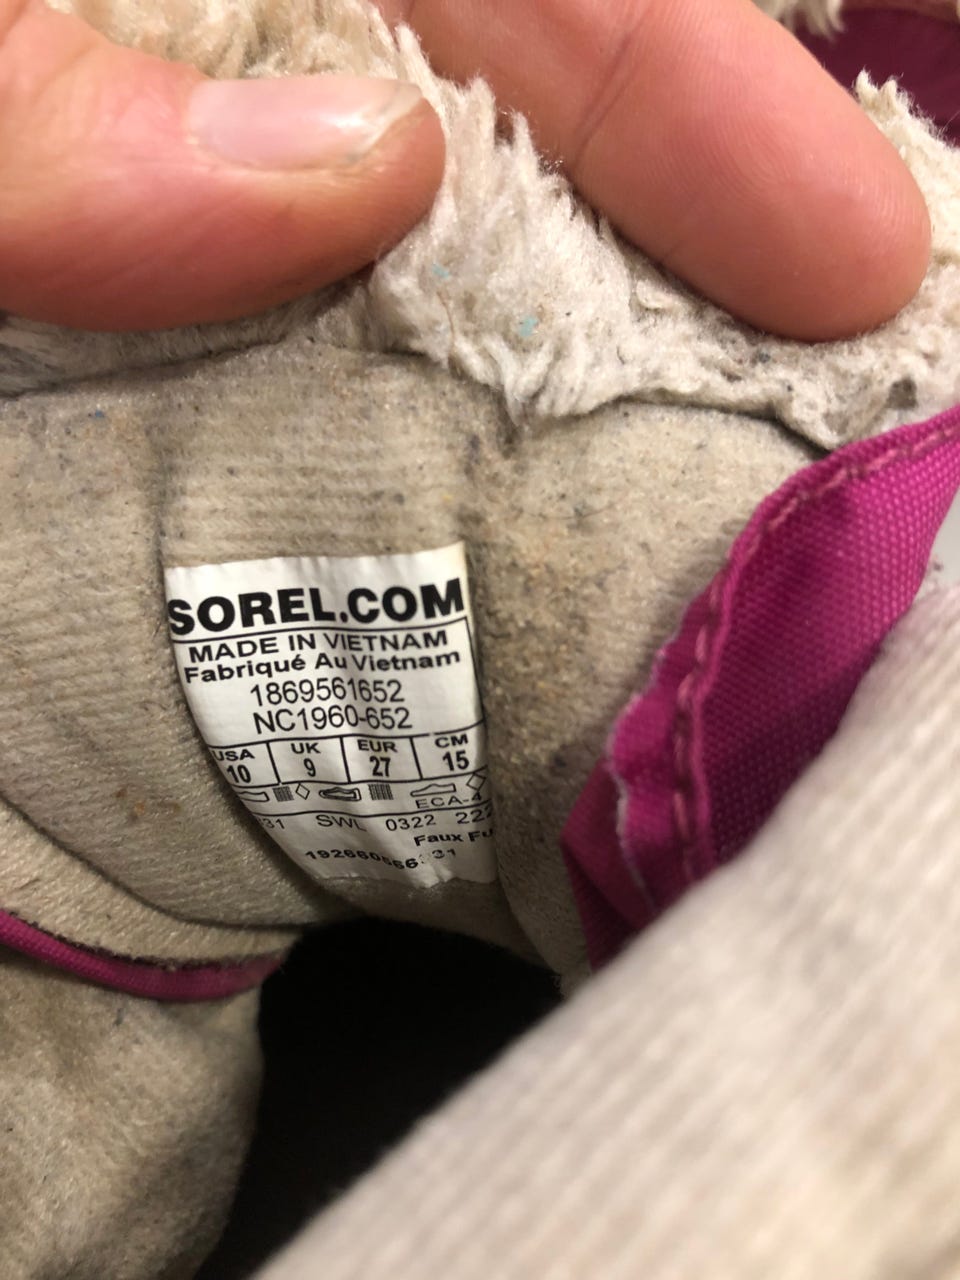 SOREL.COM
MADE IN VIETNAM
Fabriqué Au Vietnam
1869561652
NC1960-652
USA UK EUR CM
10 9 27 15
ECA-4
SWL 0322
Faux